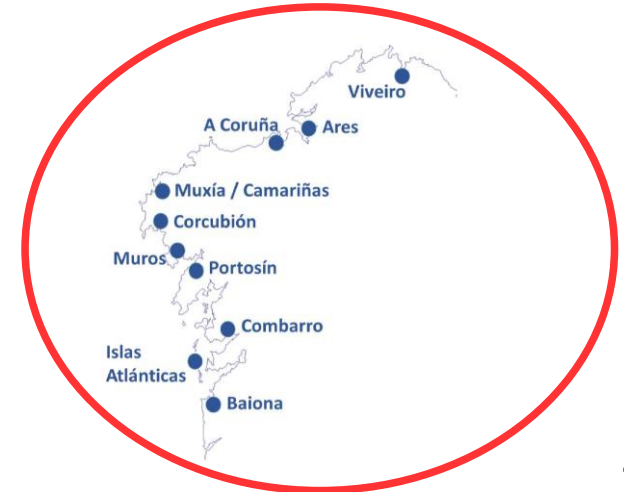 Viveiro
A Coruña
Ares
Muxía / Camariñas
Corcubión
Muros
Portosín
Combarro
Islas
Atlánticas
Baiona